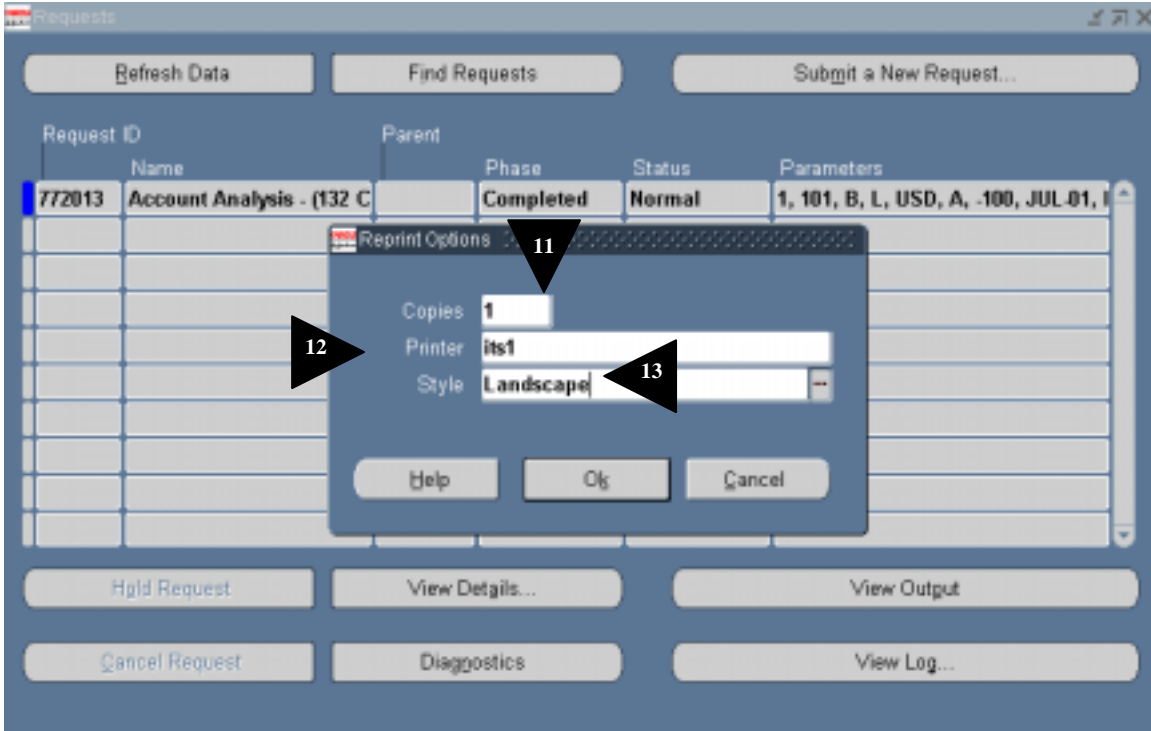 Requests
Refresh Data Find Requests Submit a New Request...
Request ID Parent
Name Phase Status Parameters
772013 Account Analysis - (132 C Completed Normal 1, 101, B, L, USD, A, -100, JUL-01,
Reprint Options 11
Copies 1
12 Printer its1
Style Landscape 13
Help Ok Cancel
Hold Request View Details... View Output
Cancel Request Diagnostics View Log...